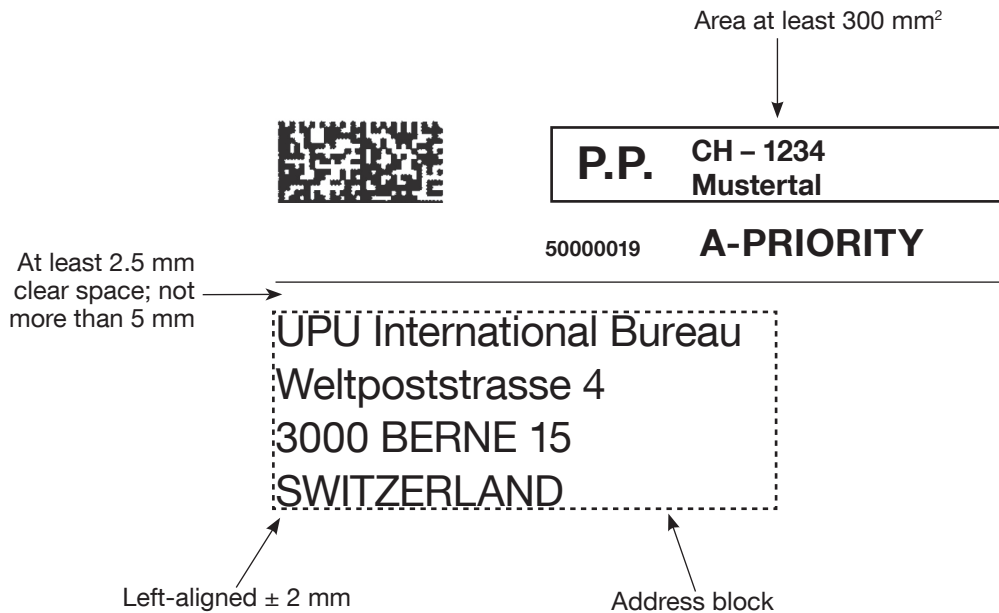 Area at least 300 mm²
P.P.
CH – 1234
Mustertal
50000019 A-PRIORITY
At least 2.5 mm
clear space; not
more than 5 mm
UPU International Bureau
Weltpoststrasse 4
3000 BERNE 15
SWITZERLAND
Left-aligned ± 2 mm
Address block